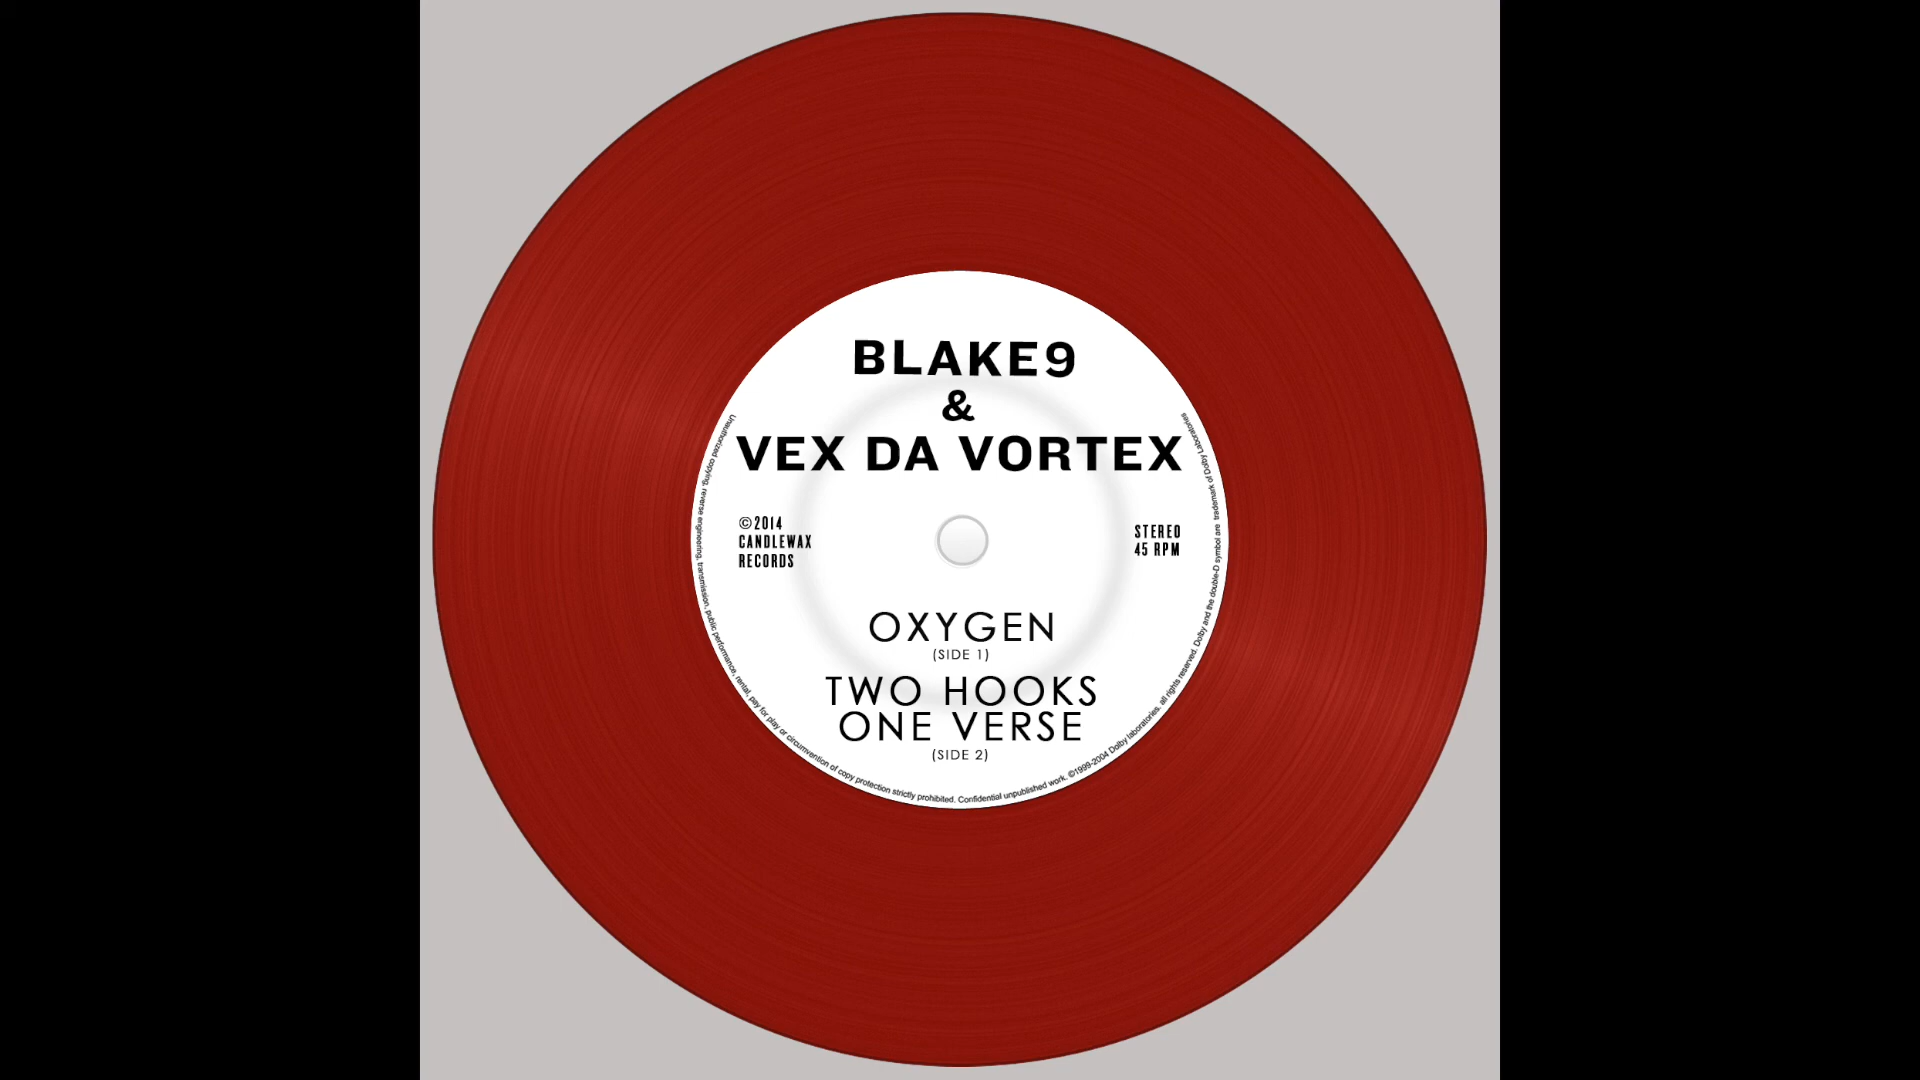 BLAKE9
&
VEX DA VORTEX
©2014
CANDLEWAX
RECORDS
STEREO
45 RPM
OXYGEN
(SIDE 1)
TWO HOOKS
ONE VERSE
(SIDE 2)
Unauthorized copying, reverse engineering, transmission, public performance, rental, pay for play or circumvention of copy protection strictly prohibited. Confidential unpublished work. ©1999-2004 Dolby laboratories. all rights reserved. Dolby and the double-D symbol are trademark of Dolby Laboratories